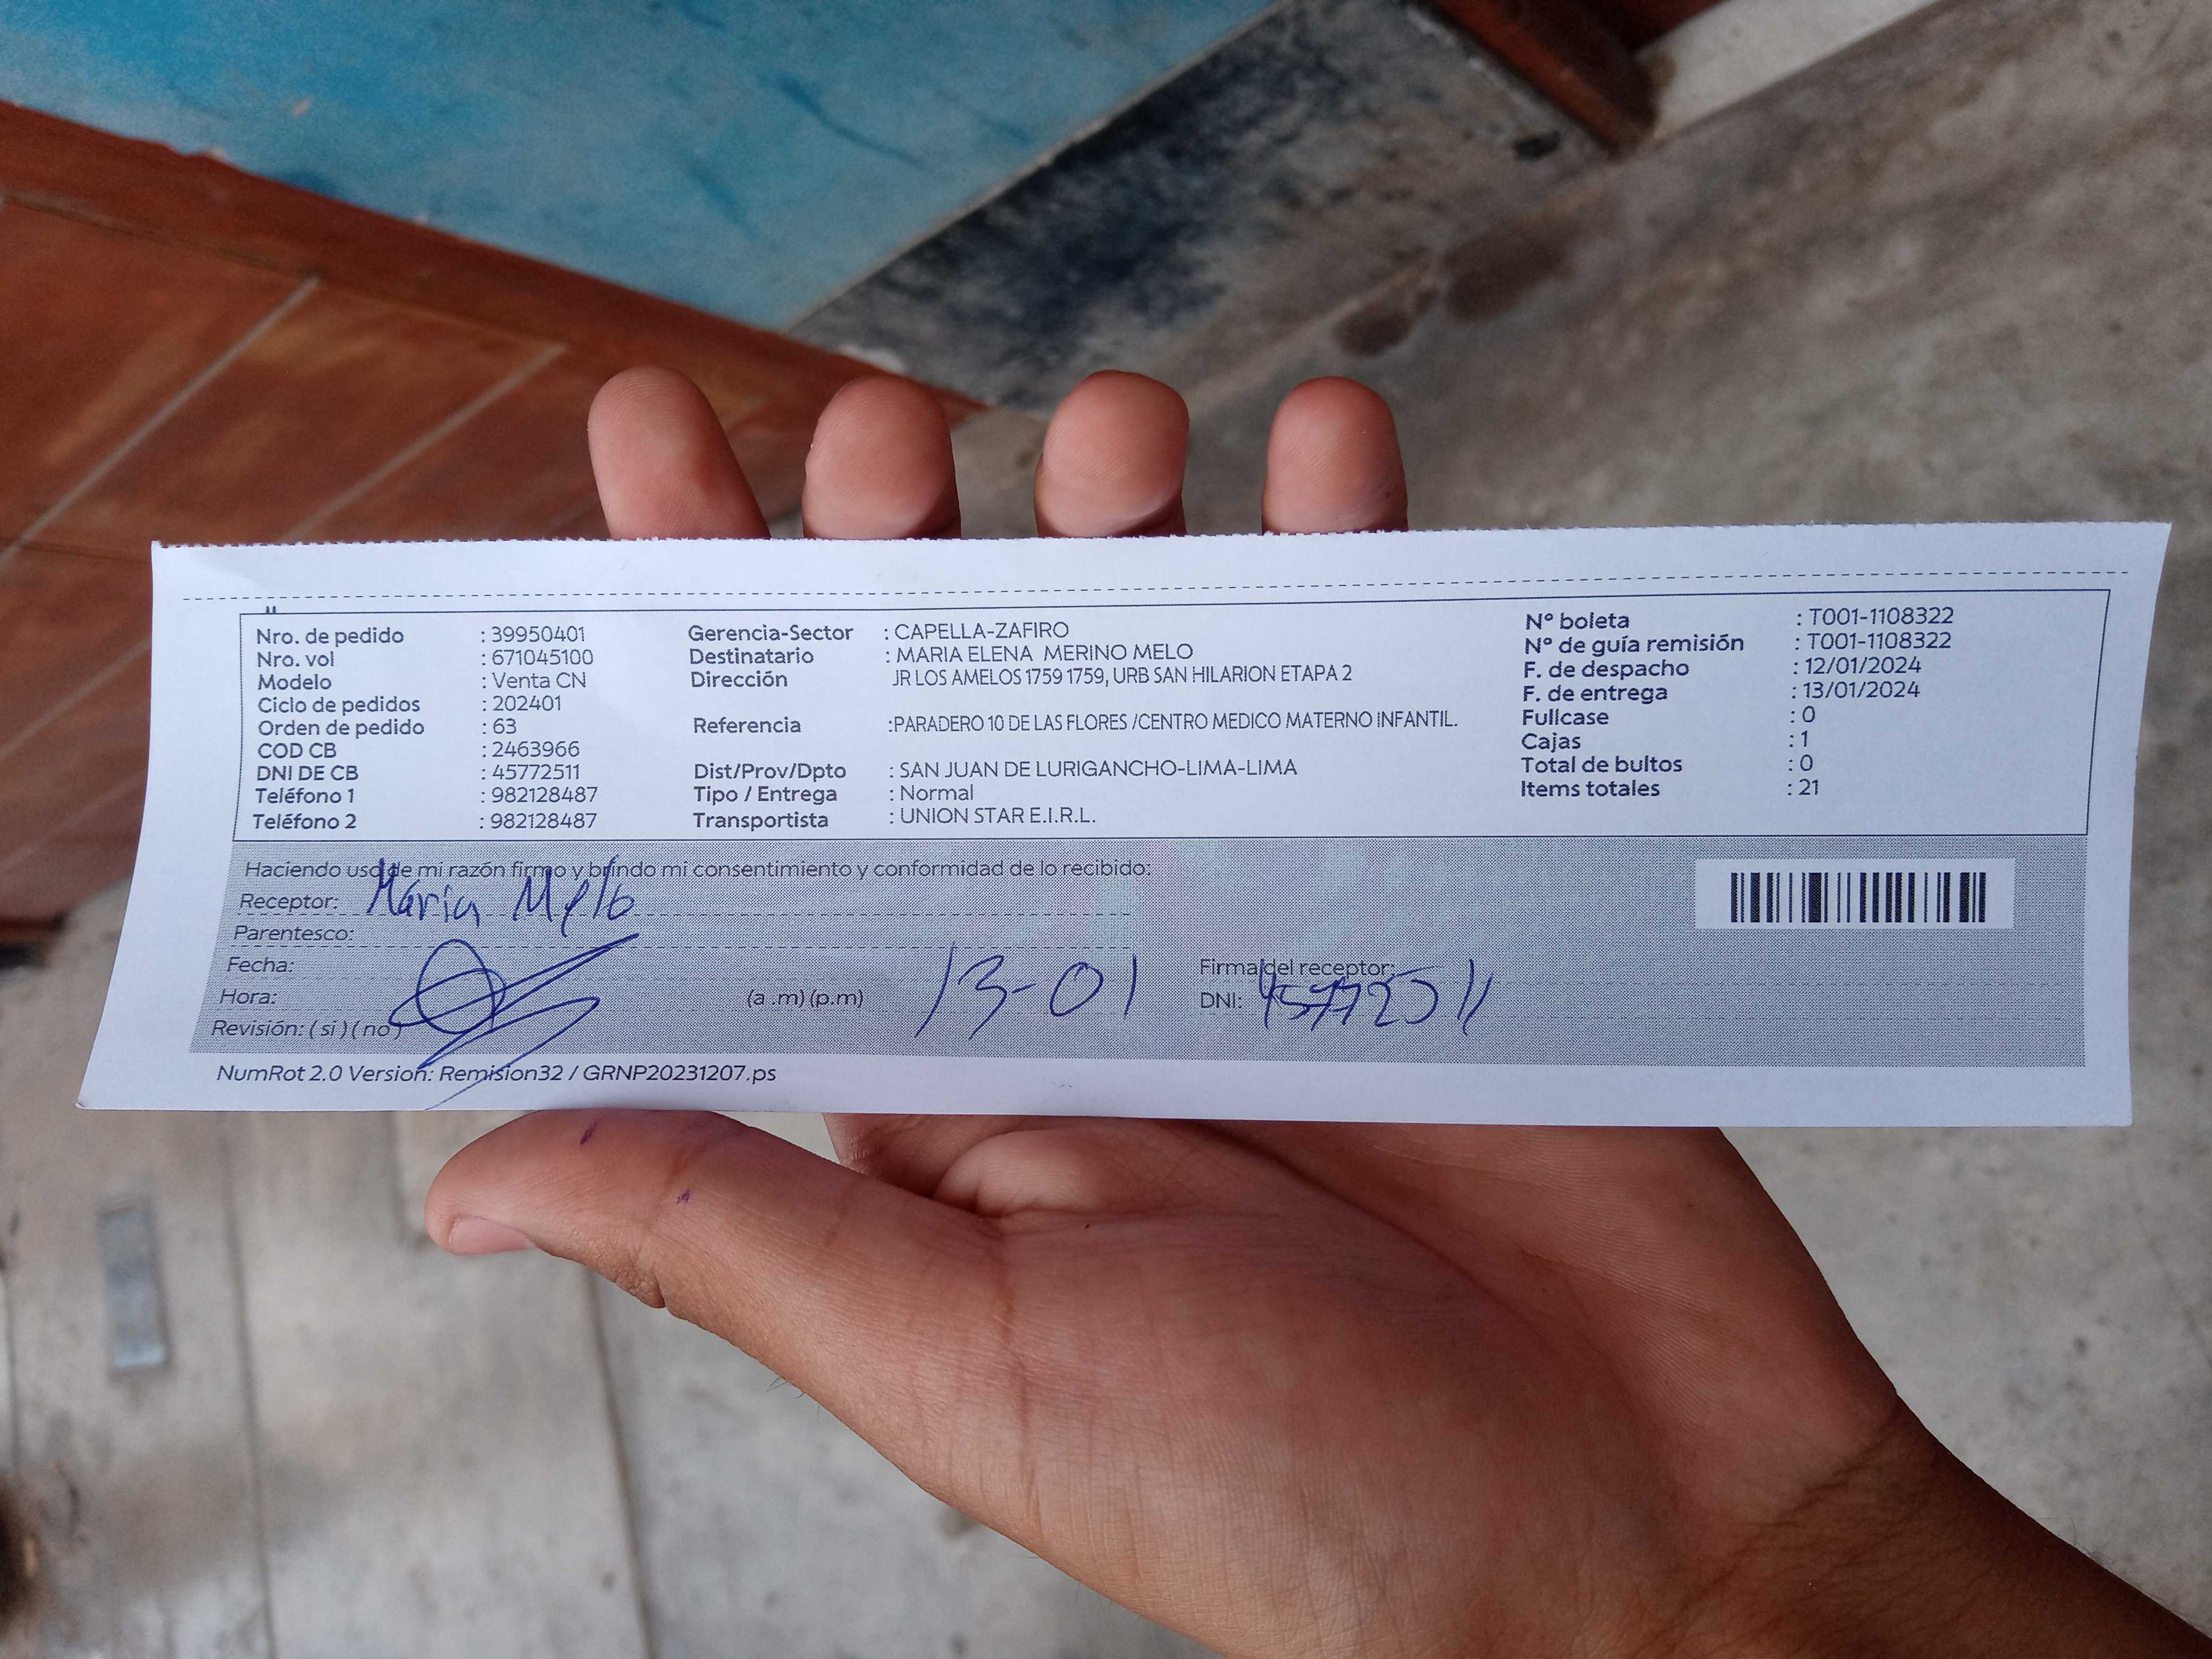 Nro. de pedido : 39950401
Nro. vol : 671045100
Modelo : Venta CN
Ciclo de pedidos : 202401
Orden de pedido : 63
COD CB : 2463966
DNI DE CB : 45772511
Teléfono 1 : 982128487
Teléfono 2 : 982128487
Gerencia-Sector : CAPELLA-ZAFIRO
Destinatario : MARIA ELENA MERINO MELO
Dirección JR LOS AMELOS 1759 1759, URB SAN HILARION ETAPA 2
Referencia :PARADERO 10 DE LAS FLORES /CENTRO MEDICO MATERNO INFANTIL.
Dist/Prov/Dpto : SAN JUAN DE LURIGANCHO-LIMA-LIMA
Tipo / Entrega : Normal
Transportista : UNION STAR E.I.R.L.
Nº boleta : T001-1108322
Nº de guía remisión : T001-1108322
F. de despacho : 12/01/2024
F. de entrega : 13/01/2024
Fullcase : 0
Cajas : 1
Total de bultos : 0
Items totales : 21
Haciendo uso de mi razón firmo y brindo mi consentimiento y conformidad de lo recibido:
Receptor: Maria Melo
Parentesco:
Fecha:
Hora: (a .m) (p.m) 13-01
Revisión: ( si ) ( no )
Firma del receptor:
DNI: 45772511
NumRot 2.0 Version: Remision32 / GRNP20231207.ps